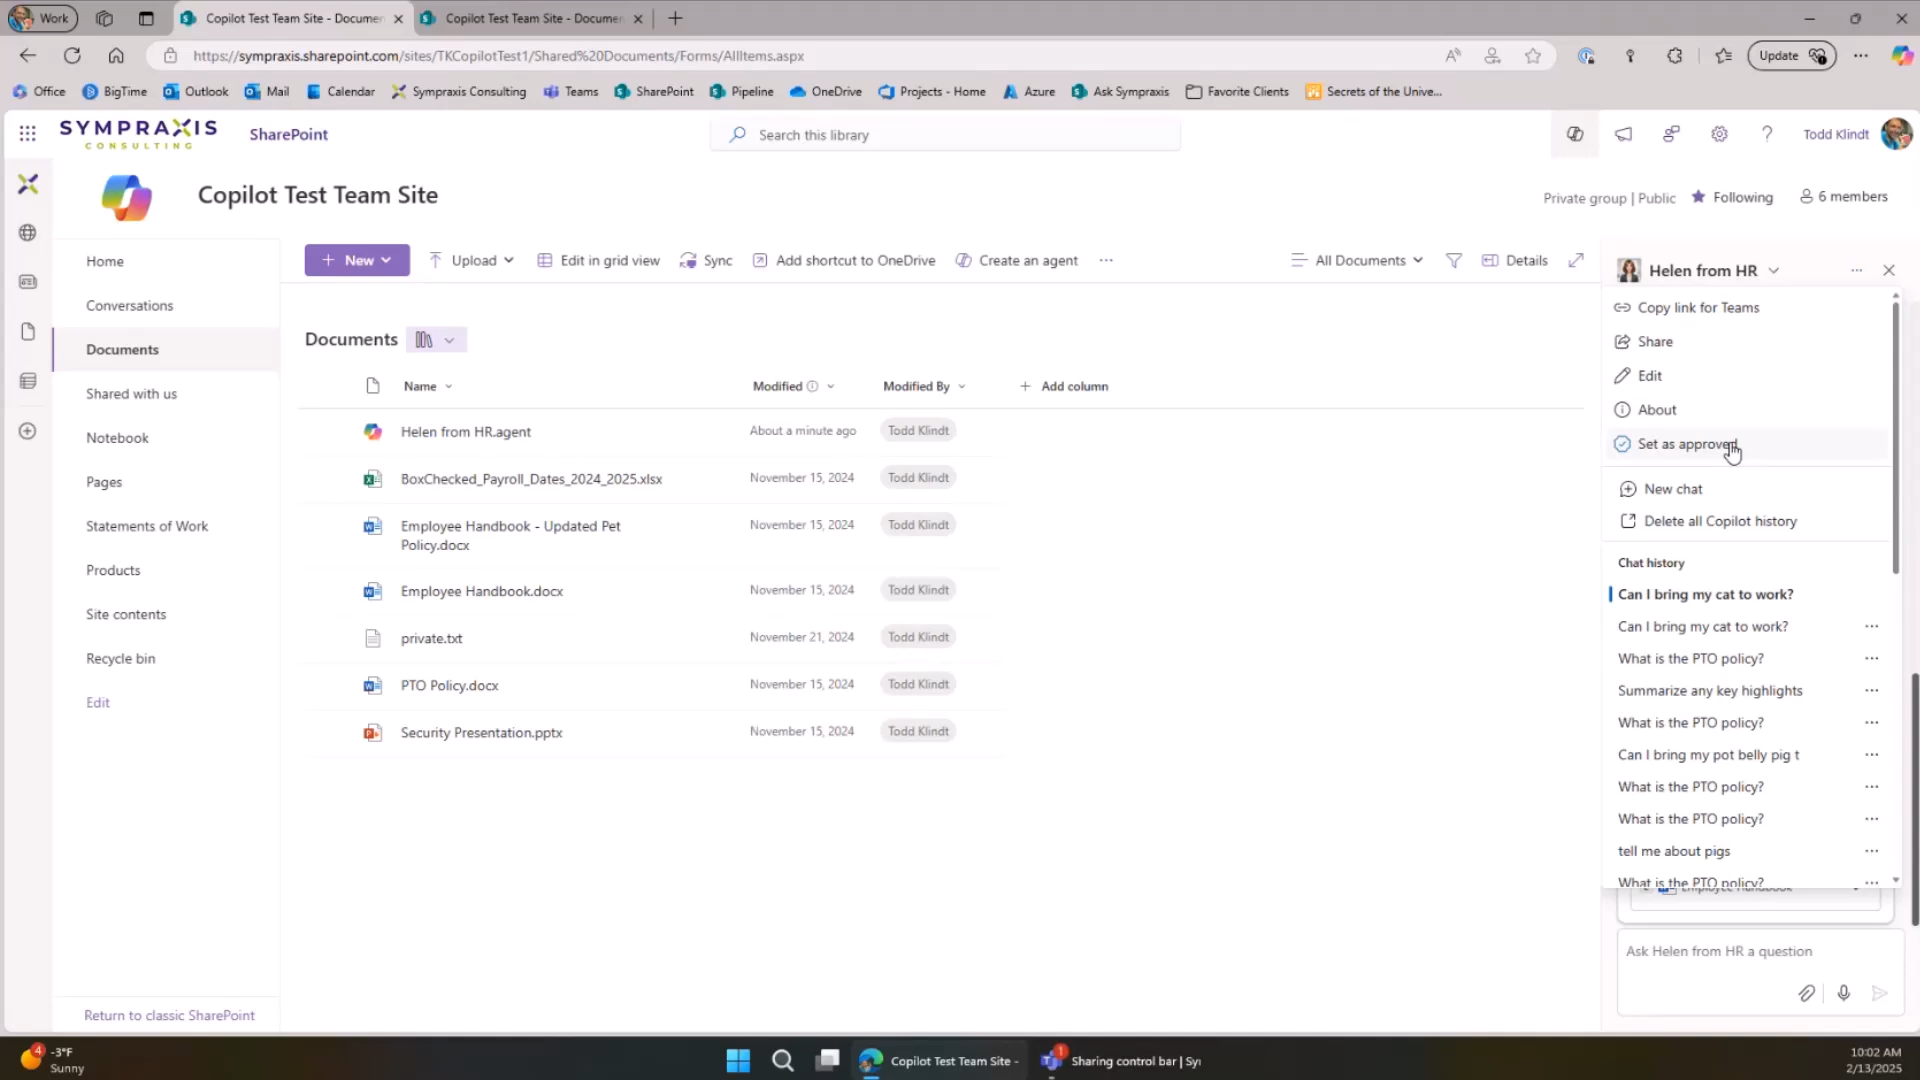 Work
Copilot Test Team Site - Documen
Copilot Test Team Site - Documen
https://sympraxis.sharepoint.com/sites/TKCopilotTest1/Shared%20Documents/Forms/AllItems.aspx
Update
Office
BigTime
Outlook
Mail
Calendar
Sympraxis Consulting
Teams
SharePoint
Pipeline
OneDrive
Projects - Home
Azure
Ask Sympraxis
Favorite Clients
Secrets of the Unive...
SYMPRAXIS
CONSULTING
SharePoint
Search this library
Todd Klindt
Copilot Test Team Site
Private group | Public
Following
6 members
Home
Conversations
Documents
Shared with us
Notebook
Pages
Statements of Work
Products
Site contents
Recycle bin
Edit
Return to classic SharePoint
New
Upload
Edit in grid view
Sync
Add shortcut to OneDrive
Create an agent
All Documents
Details
Documents
Name
Modified
Modified By
Add column
Helen from HR.agent
About a minute ago
Todd Klindt
BoxChecked_Payroll_Dates_2024_2025.xlsx
November 15, 2024
Todd Klindt
Employee Handbook - Updated Pet
Policy.docx
November 15, 2024
Todd Klindt
Employee Handbook.docx
November 15, 2024
Todd Klindt
private.txt
November 21, 2024
Todd Klindt
PTO Policy.docx
November 15, 2024
Todd Klindt
Security Presentation.pptx
November 15, 2024
Todd Klindt
Helen from HR
Copy link for Teams
Share
Edit
About
Set as approved
New chat
Delete all Copilot history
Chat history
Can I bring my cat to work?
Can I bring my cat to work?
What is the PTO policy?
Summarize any key highlights
What is the PTO policy?
Can I bring my pot belly pig t
What is the PTO policy?
What is the PTO policy?
tell me about pigs
What is the PTO policy?
Employee Handbook
Ask Helen from HR a question
4
-3°F
Sunny
Copilot Test Team Site -
1
Sharing control bar | Syn
10:02 AM
2/13/2025